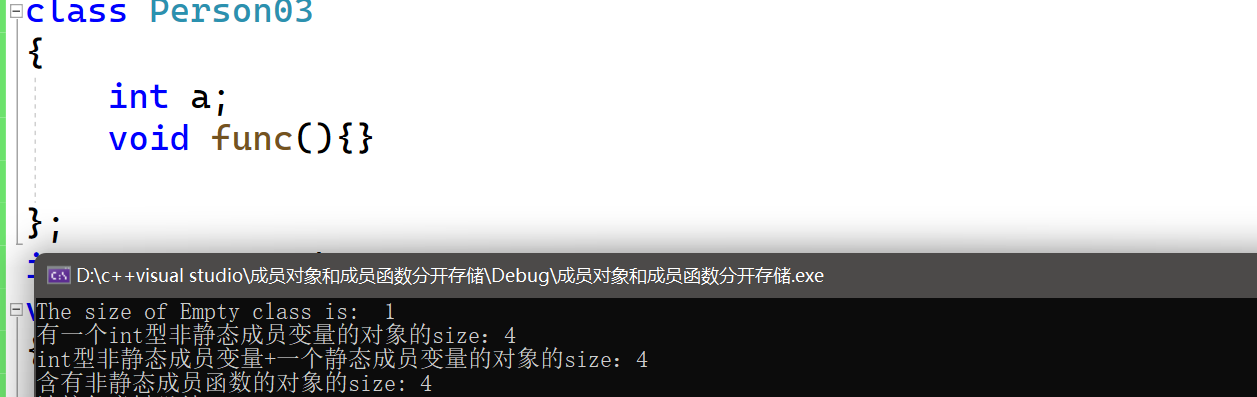 class Person03
{
int a;
void func(){}
};
D:\c++visual studio\成员对象和成员函数分开存储\Debug\成员对象和成员函数分开存储.exe
The size of Empty class is:  1
有一个int型非静态成员变量的对象的size：4
int型非静态成员变量+一个静态成员变量的对象的size：4
含有非静态成员函数的对象的size: 4